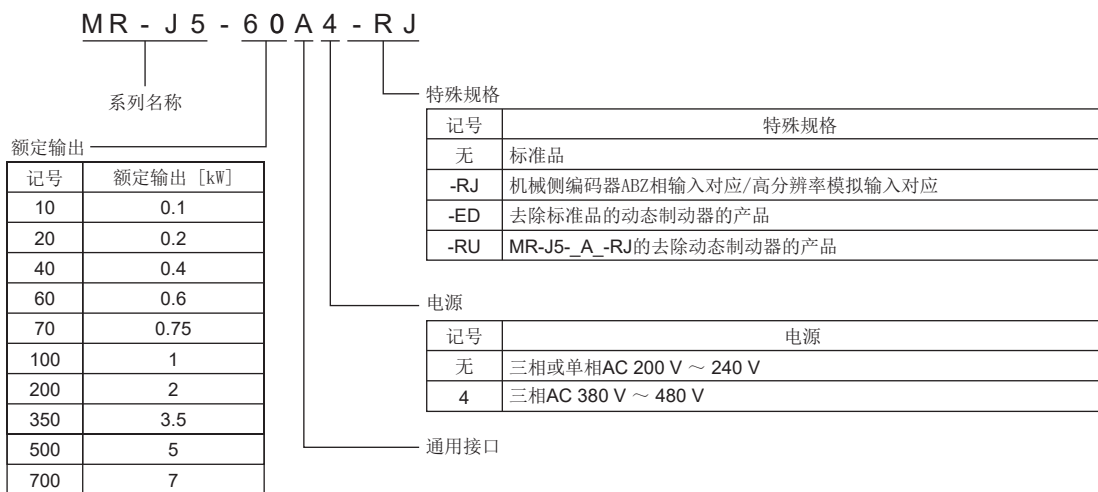 MR-J5-60A4-RJ
系列名称
额定输出
记号 额定输出 [kW]
10 0.1
20 0.2
40 0.4
60 0.6
70 0.75
100 1
200 2
350 3.5
500 5
700 7
特殊规格
记号 特殊规格
无 标准品
-RJ 机械侧编码器ABZ相输入对应/高分辨率模拟输入对应
-ED 去除标准品的动态制动器的产品
-RU MR-J5-_A_-RJ的去除动态制动器的产品
电源
记号 电源
无 三相或单相AC 200 V ～ 240 V
4 三相AC 380 V ～ 480 V
通用接口